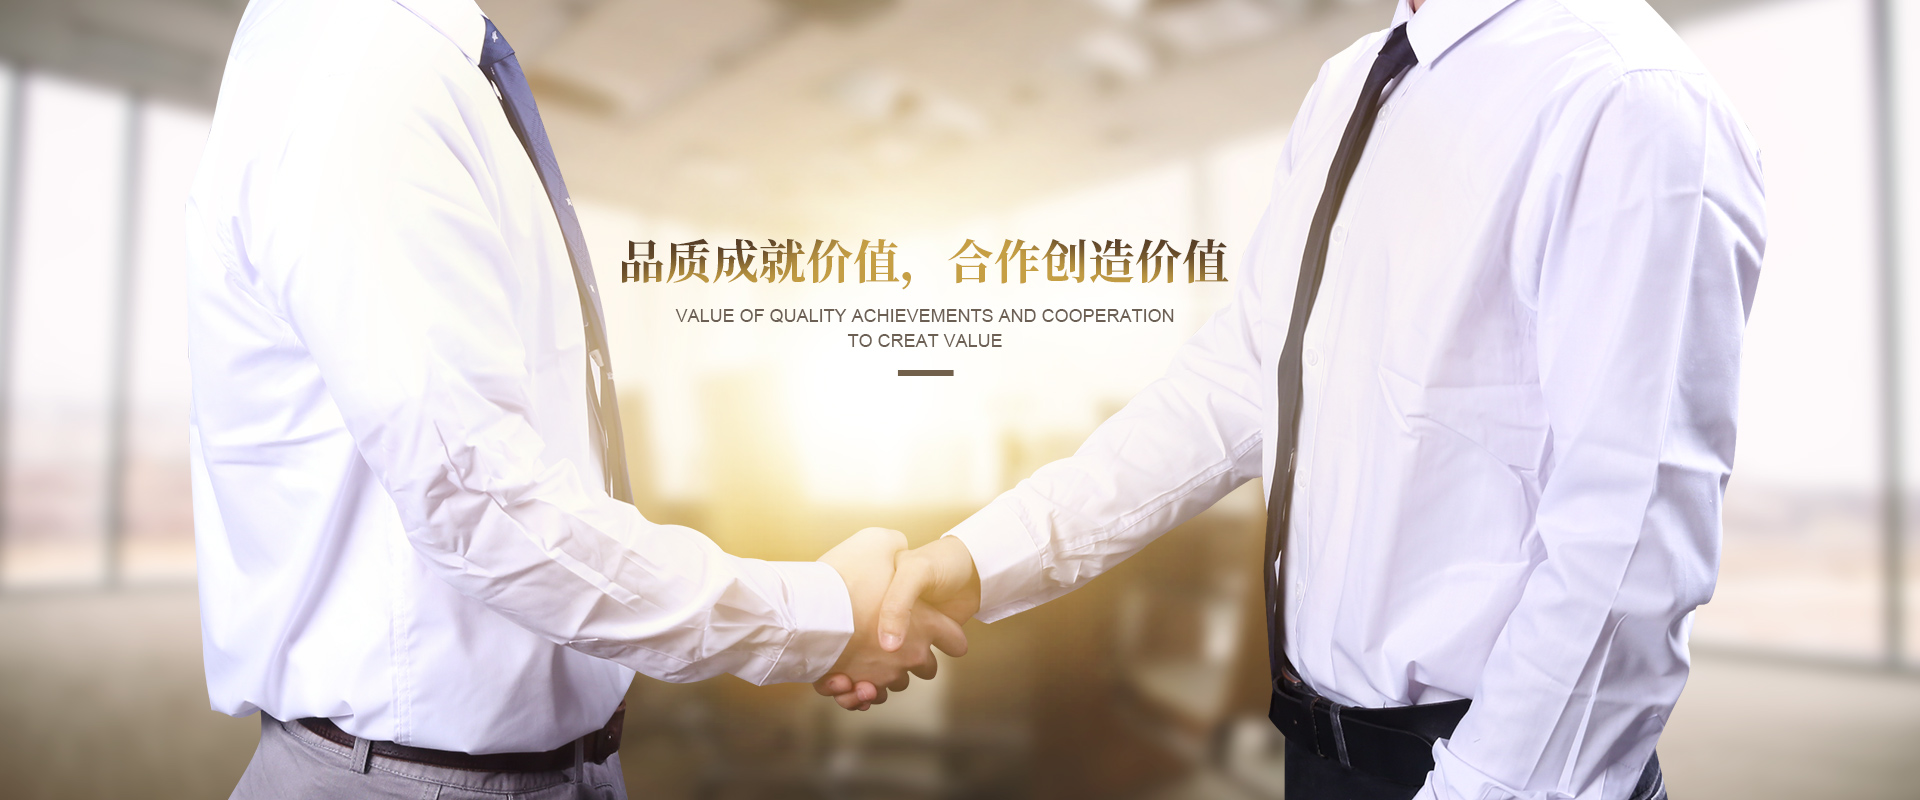 品质成就价值，合作创造价值
VALUE OF QUALITY ACHIEVEMENTS AND COOPERATION
TO CREAT VALUE